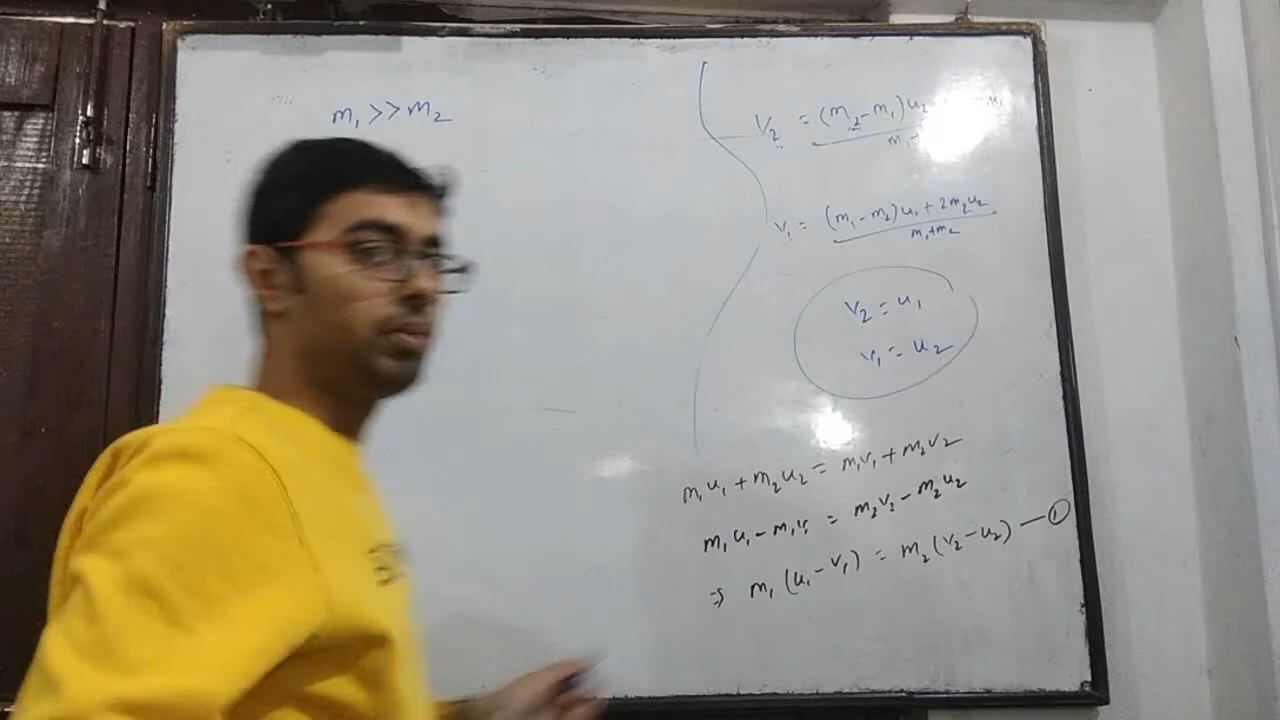 m₁ >> m₂
V₂ = (m₂ - m₁)u₂
m₁+
v₁ = (m₁ - m₂)u₁ + 2m₂u₂
m₁+m₂
v₂ = u₁
v₁ = u₂
m₁u₁ + m₂u₂ = m₁v₁ + m₂v₂
m₁u₁ - m₁v₁ = m₂v₂ - m₂u₂
⇒ m₁(u₁ - v₁) = m₂(v₂ - u₂) — ①